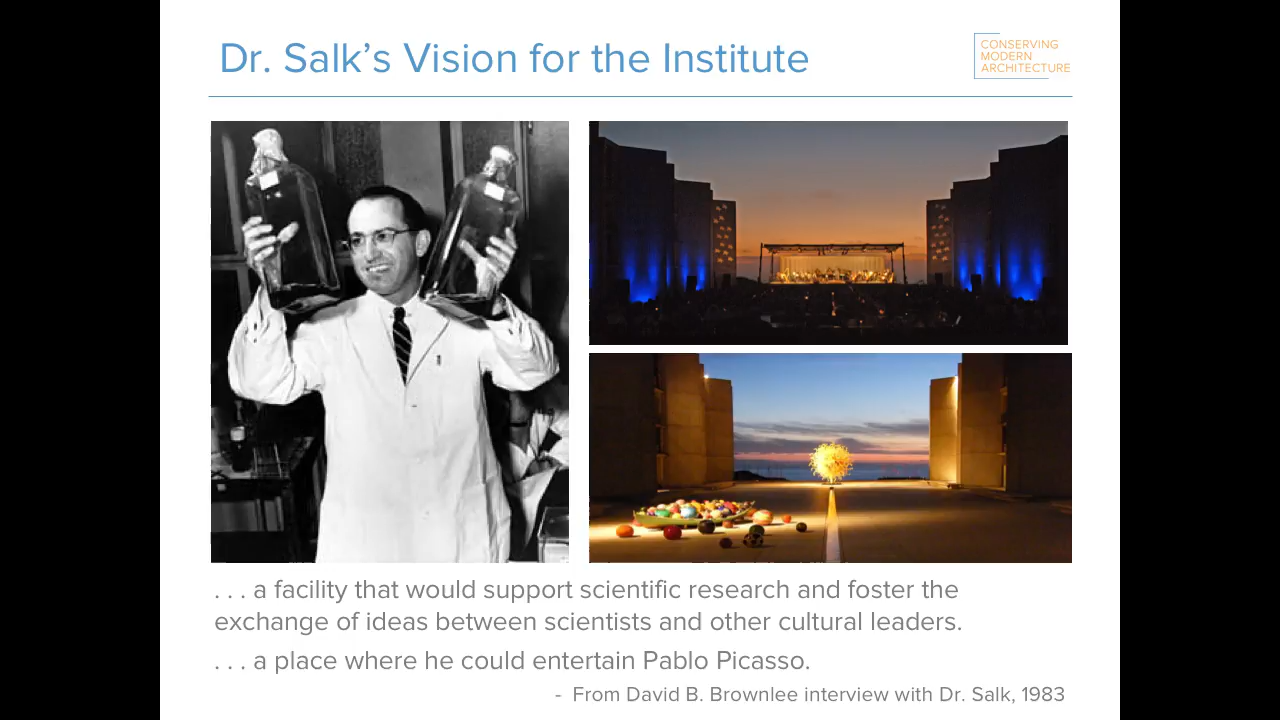 Dr. Salk’s Vision for the Institute
CONSERVING
MODERN
ARCHITECTURE
. . . a facility that would support scientific research and foster the
exchange of ideas between scientists and other cultural leaders.
. . . a place where he could entertain Pablo Picasso.
- From David B. Brownlee interview with Dr. Salk, 1983